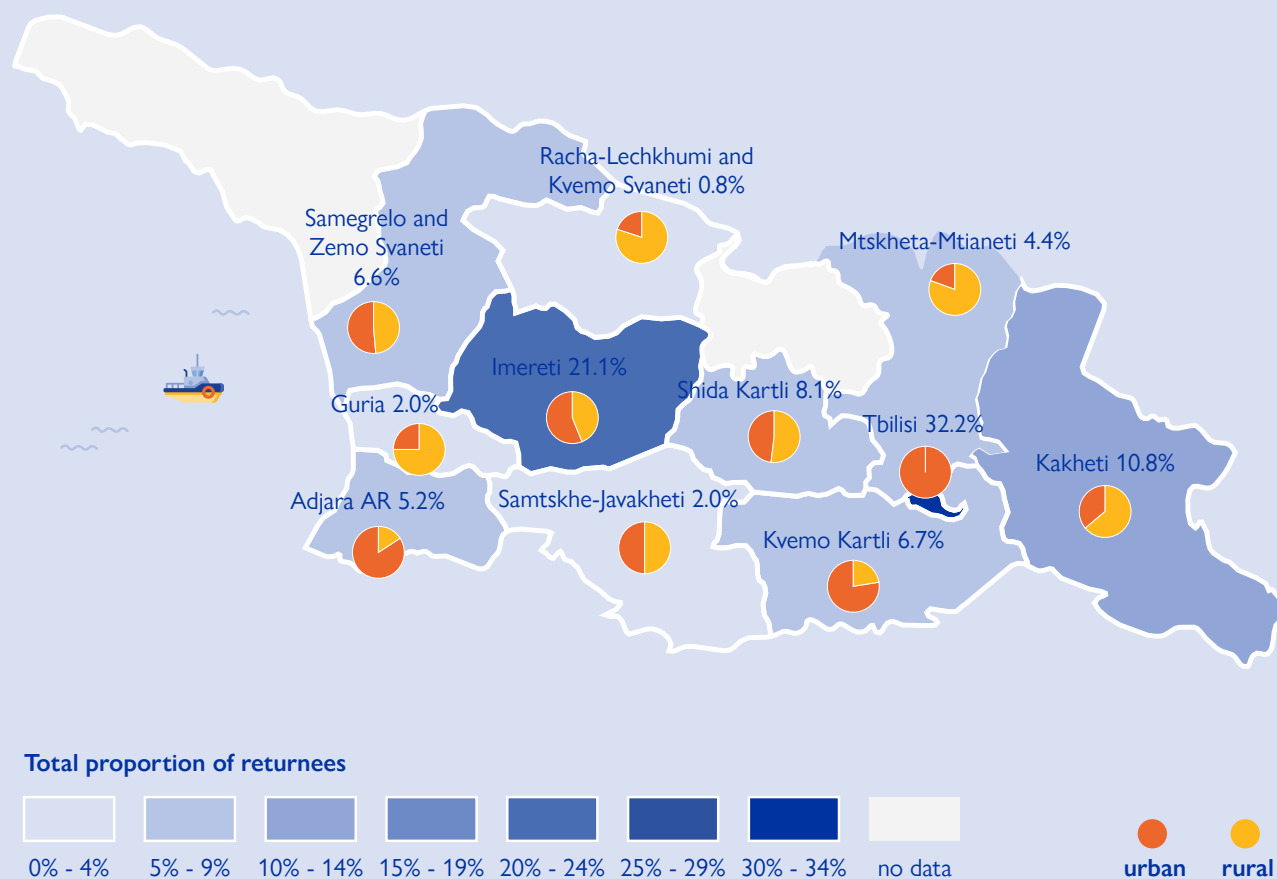 Racha-Lechkhumi and
Kvemo Svaneti 0.8%
Samegrelo and
Zemo Svaneti
6.6%
Mtskheta-Mtianeti 4.4%
Imereti 21.1%
Shida Kartli 8.1%
Guria 2.0%
Tbilisi 32.2%
Kakheti 10.8%
Adjara AR 5.2%
Samtskhe-Javakheti 2.0%
Kvemo Kartli 6.7%
Total proportion of returnees
0% - 4%
5% - 9%
10% - 14%
15% - 19%
20% - 24%
25% - 29%
30% - 34%
no data
urban
rural